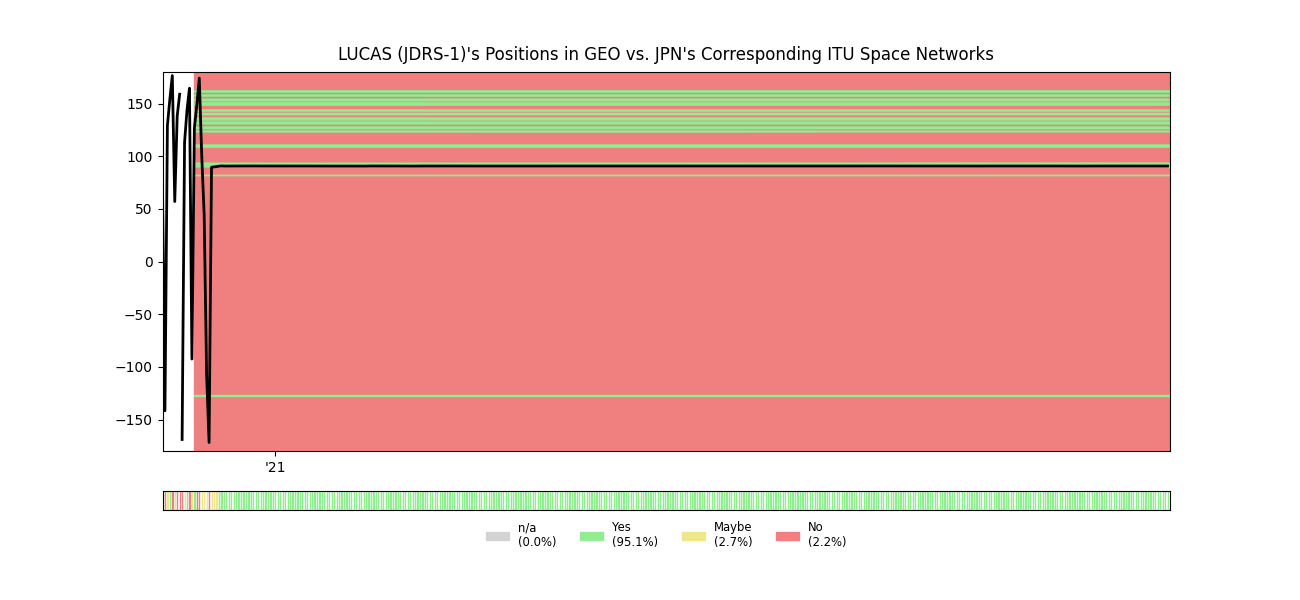 LUCAS (JDRS-1)'s Positions in GEO vs. JPN's Corresponding ITU Space Networks
150
100
50
0
−50
−100
−150
'21
n/a
(0.0%)
Yes
(95.1%)
Maybe
(2.7%)
No
(2.2%)